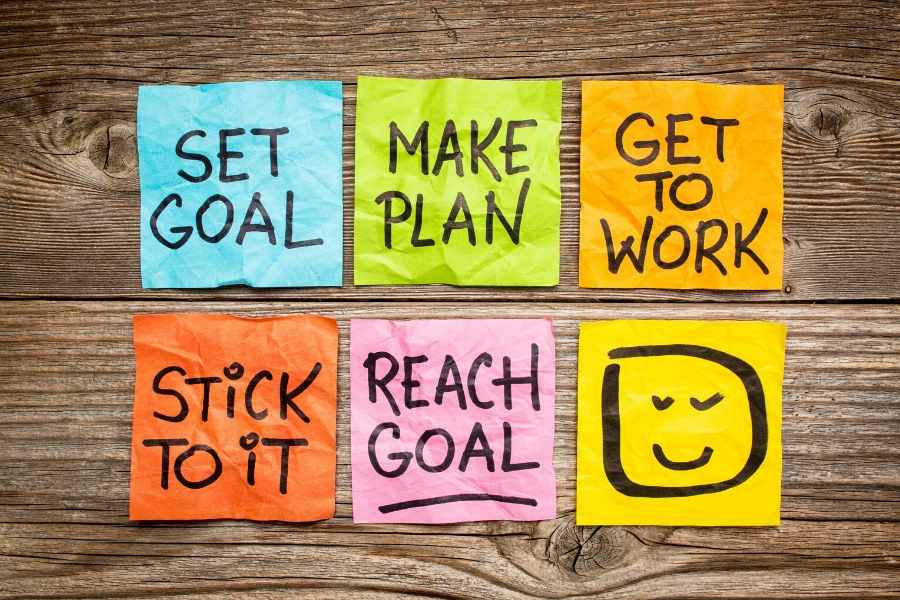 SET
GOAL
MAKE
PLAN
GET
TO
WORK
STiCK
TO iT
REACH
GOAL